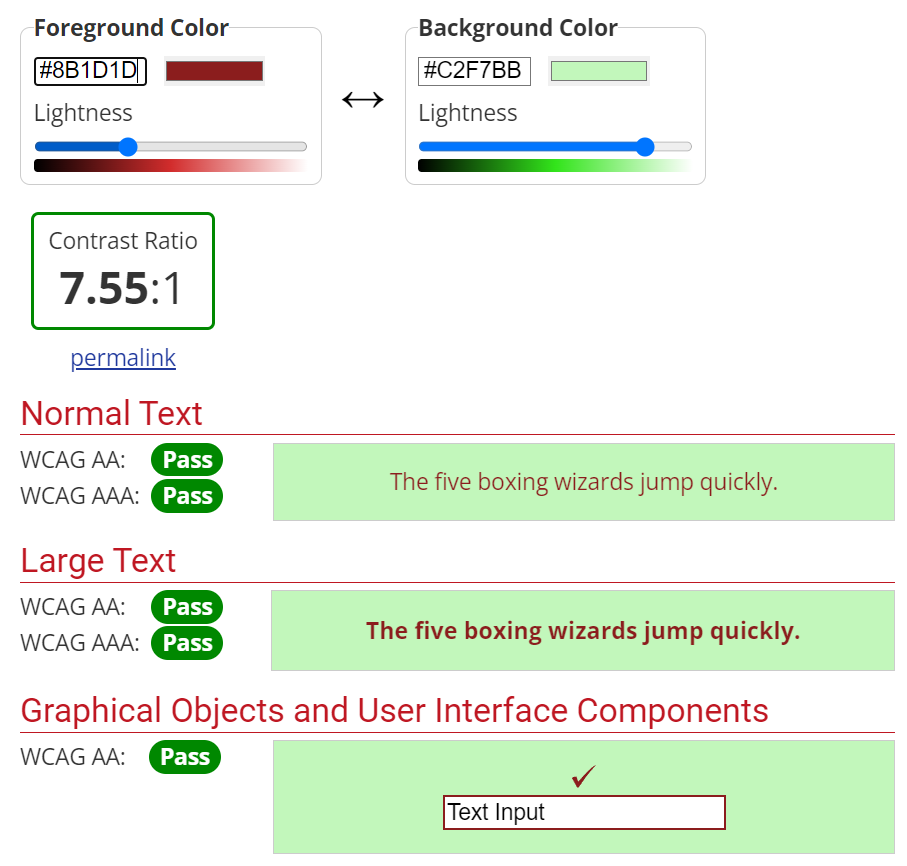 Foreground Color
#8B1D1D
Lightness
Background Color
#C2F7BB
Lightness
Contrast Ratio
7.55:1
permalink
Normal Text
WCAG AA: Pass
WCAG AAA: Pass
The five boxing wizards jump quickly.
Large Text
WCAG AA: Pass
WCAG AAA: Pass
The five boxing wizards jump quickly.
Graphical Objects and User Interface Components
WCAG AA: Pass
Text Input